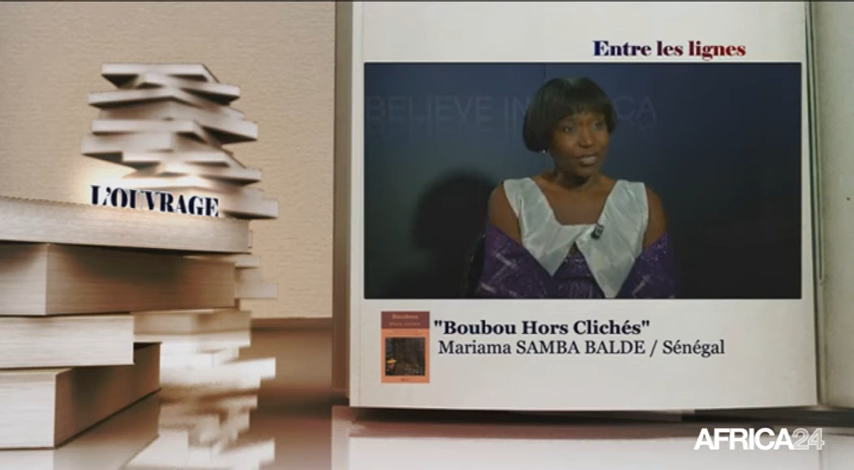 Entre les lignes
BELIEVE IN AFRICA
L'OUVRAGE
"Boubou Hors Clichés"
Mariama SAMBA BALDE / Sénégal
AFRICA24